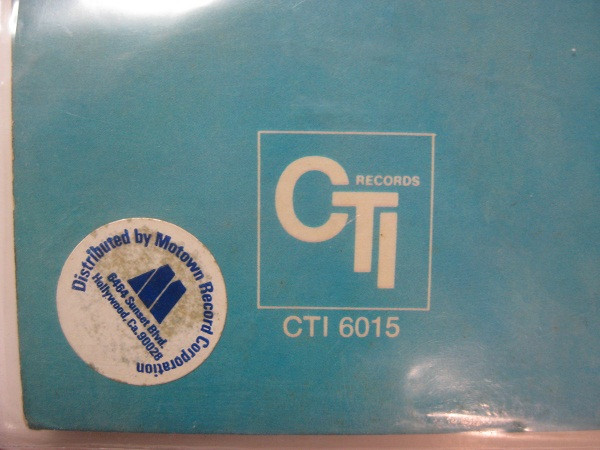 CTI RECORDS
CTI 6015
Distributed by Motown Record Corporation
M
6464 Sunset Blvd.
Hollywood, Ca. 90028